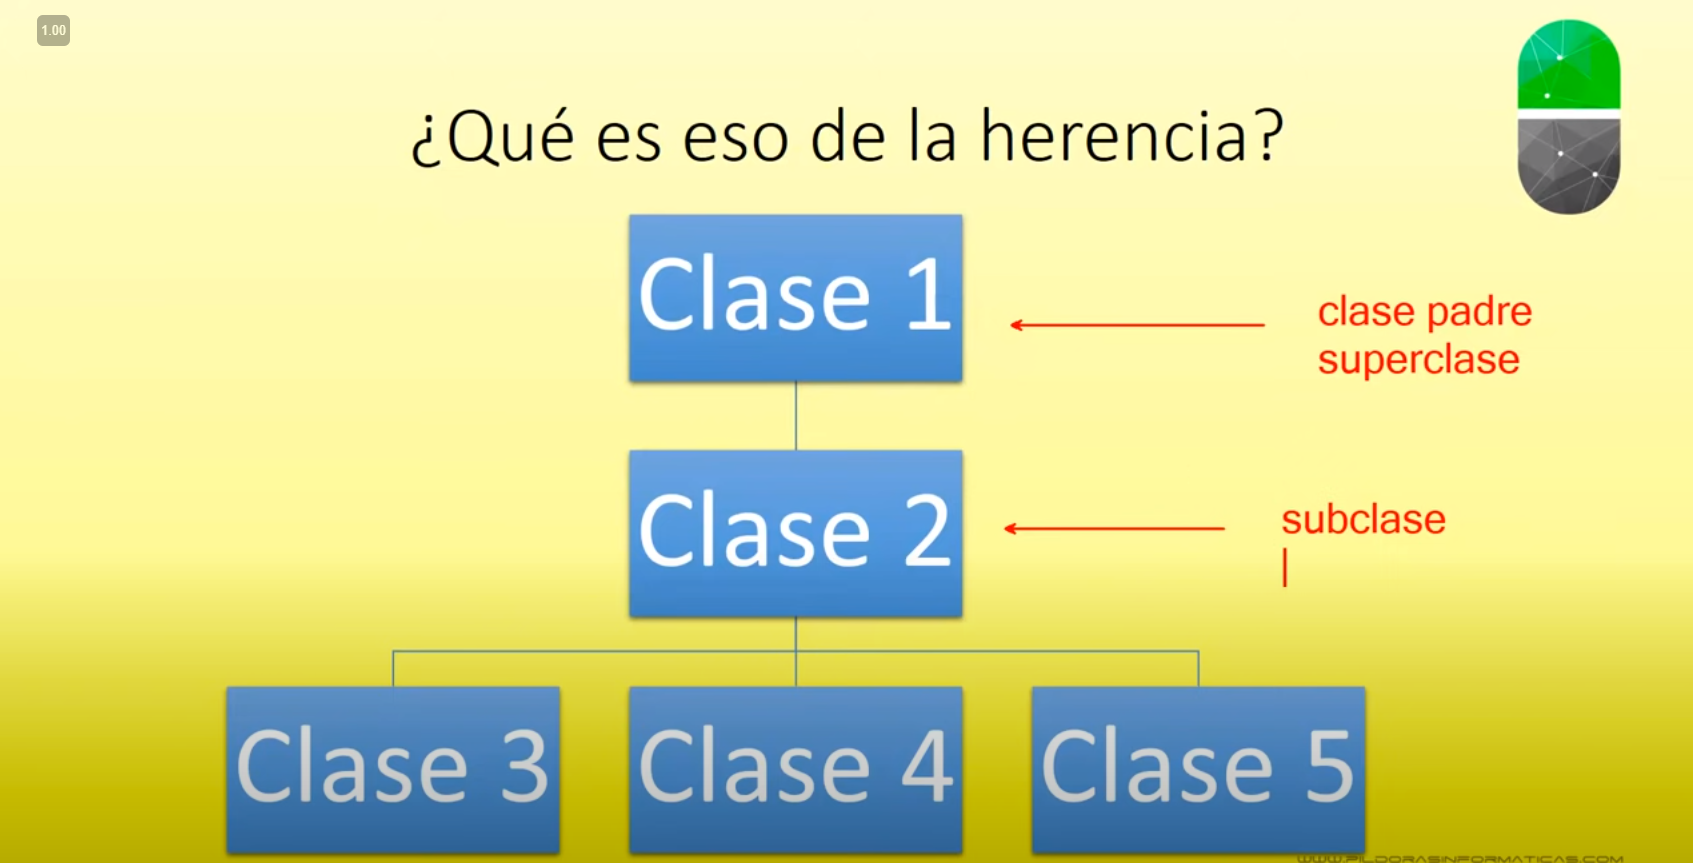 1.00
¿Qué es eso de la herencia?
Clase 1
clase padre
superclase
Clase 2
subclase
Clase 3
Clase 4
Clase 5
WWW.PILDORASINFORMATICAS.COM